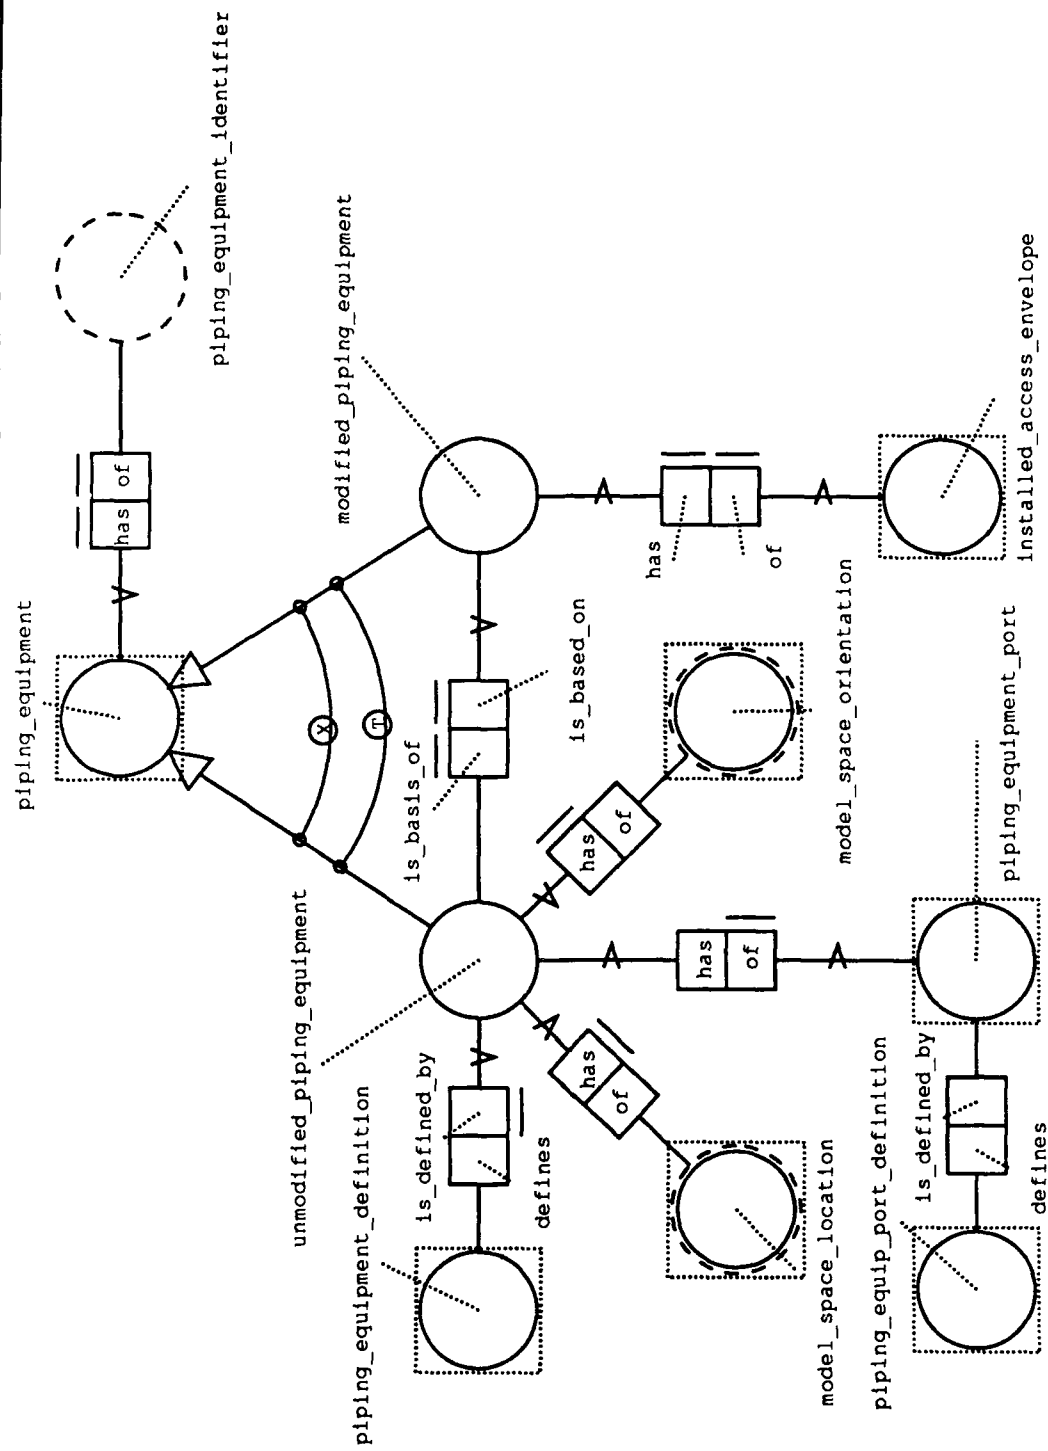 piping_equipment
has
of
piping_equipment_identifier
X
T
unmodified_piping_equipment
modified_piping_equipment
is_basis_of
is_based_on
piping_equipment_definition
is_defined_by
defines
has
of
model_space_location
has
of
model_space_orientation
has
of
piping_equipment_port
has
of
installed_access_envelope
piping_equip_port_definition
is_defined_by
defines